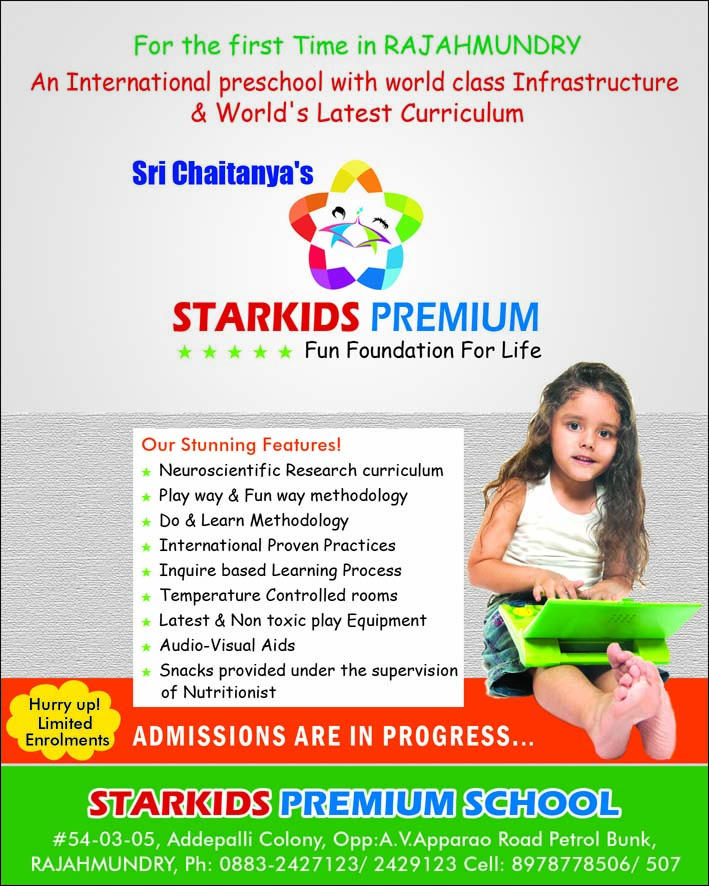 For the first Time in RAJAHMUNDRY
An International preschool with world class Infrastructure
& World's Latest Curriculum
Sri Chaitanya's
STARKIDS PREMIUM
Fun Foundation For Life
Our Stunning Features!
Neuroscientific Research curriculum
Play way & Fun way methodology
Do & Learn Methodology
International Proven Practices
Inquire based Learning Process
Temperature Controlled rooms
Latest & Non toxic play Equipment
Audio-Visual Aids
Snacks provided under the supervision
of Nutritionist
Hurry up!
Limited
Enrolments
ADMISSIONS ARE IN PROGRESS...
STARKIDS PREMIUM SCHOOL
#54-03-05, Addepalli Colony, Opp:A.V.Apparao Road Petrol Bunk,
RAJAHMUNDRY, Ph: 0883-2427123/ 2429123 Cell: 8978778506/ 507